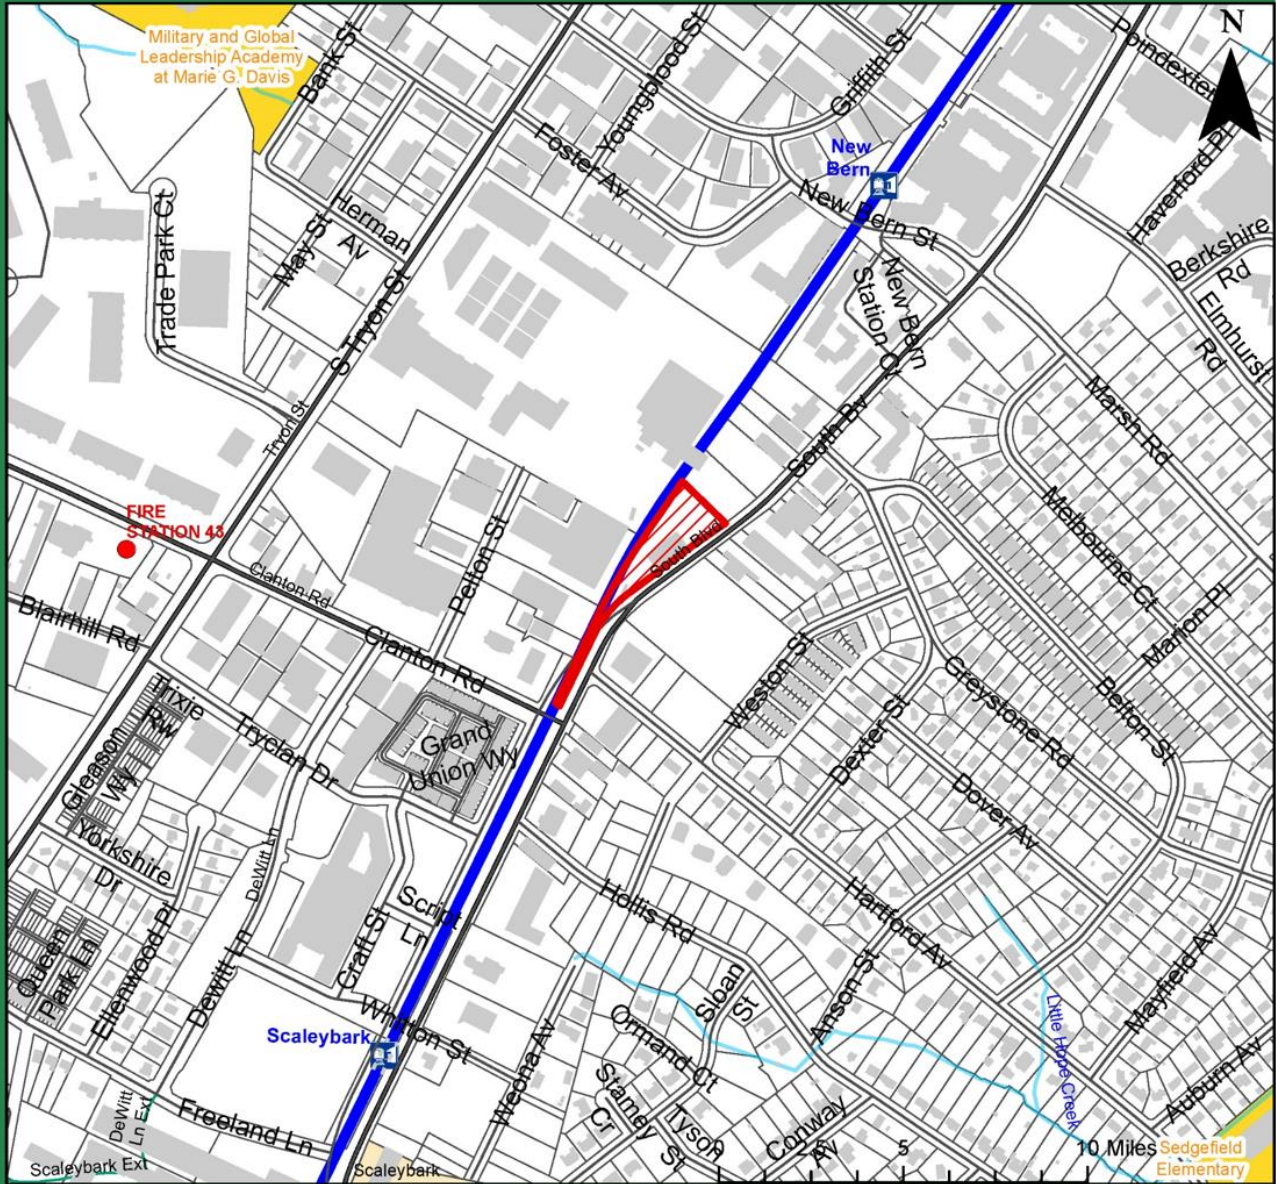 Military and Global
Leadership Academy
at Marie G. Davis
Bank St
Youngblood St
Griffith St
Poindexter
N
Foster Av
New
Bern
New Bern St
Haverford Pl
Berkshire
Rd
Elmhurst
Rd
Trade Park Ct
Herman
Av
May St
S Tryon St
New Bern
Station Ct
Marsh Rd
Tryon St
South Bv
Melbourne Ct
Marion Pl
FIRE
STATION 43
Clanton Rd
Pelton St
South Blvd
Blairhill Rd
Clanton Rd
Weston St
Greystone Rd
Belton St
Trixie
Rw
Tryclan Dr
Grand
Union Wy
Dexter St
Dover Av
Gleason
Wy
Yorkshire
Dr
DeWitt Ln
Script
Ln
Hollis Rd
Hartford Av
Queen
Park Ln
Ellenwood Pl
Dewitt Ln
Graff St
Sloan
St
Anson St
Mayfield Av
Scaleybark
Whitton St
Weona Av
Ormand Ct
Little Hope Creek
Auburn Av
DeWitt
Ln Ext
Freeland Ln
Stamey
Cr
Tyson
St
Conway
Av
0 2.5 5 10 Miles
Sedgefield
Elementary
Scaleybark Ext
Scaleybark